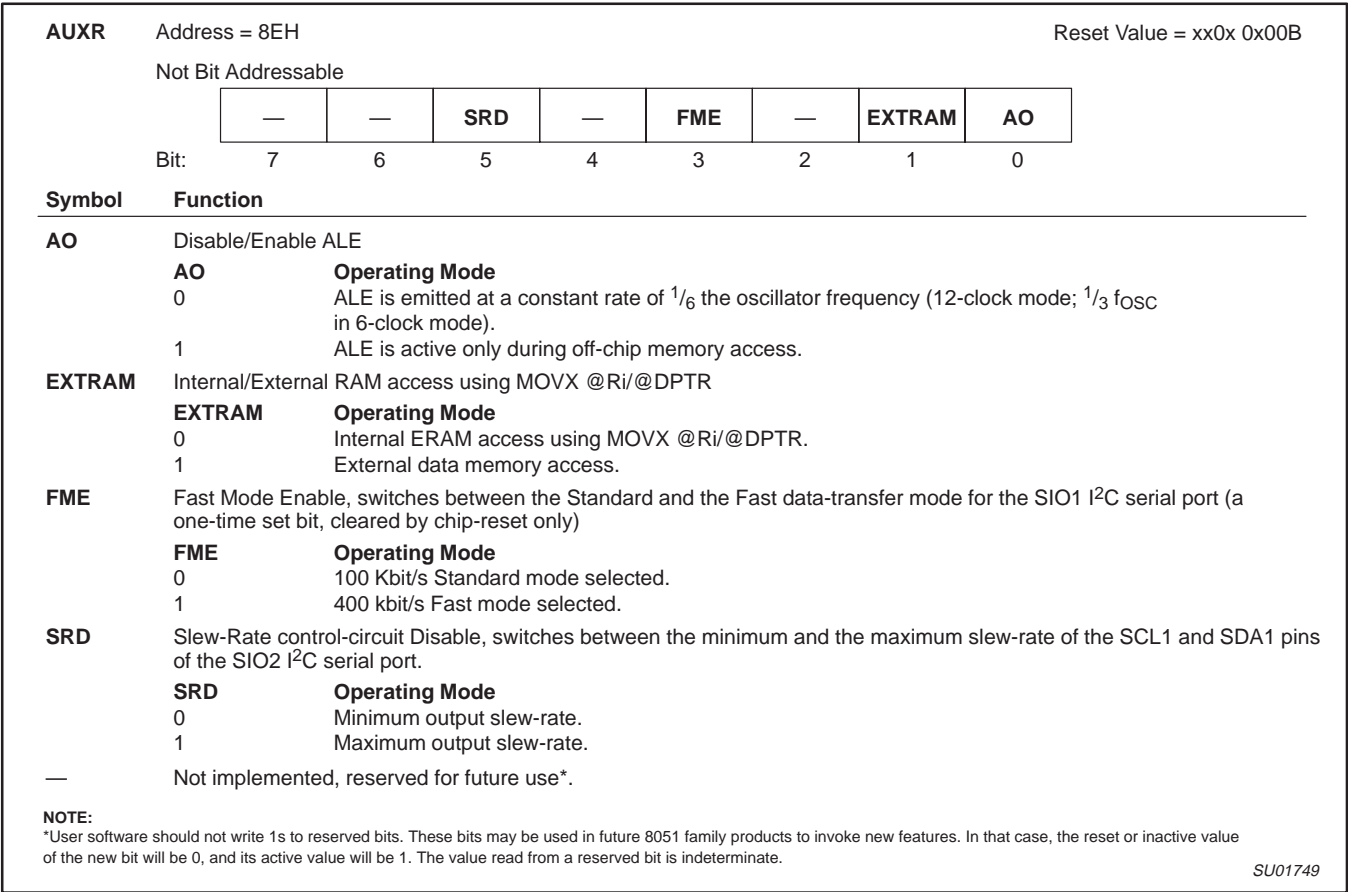 AUXR Address = 8EH Reset Value = xx0x 0x00B
Not Bit Addressable
— — SRD — FME — EXTRAM AO
Bit: 7 6 5 4 3 2 1 0
Symbol Function
AO Disable/Enable ALE
AO Operating Mode
0 ALE is emitted at a constant rate of 1/6 the oscillator frequency (12-clock mode; 1/3 fOSC
in 6-clock mode).
1 ALE is active only during off-chip memory access.
EXTRAM Internal/External RAM access using MOVX @Ri/@DPTR
EXTRAM Operating Mode
0 Internal ERAM access using MOVX @Ri/@DPTR.
1 External data memory access.
FME Fast Mode Enable, switches between the Standard and the Fast data-transfer mode for the SIO1 I2C serial port (a
one-time set bit, cleared by chip-reset only)
FME Operating Mode
0 100 Kbit/s Standard mode selected.
1 400 kbit/s Fast mode selected.
SRD Slew-Rate control-circuit Disable, switches between the minimum and the maximum slew-rate of the SCL1 and SDA1 pins
of the SIO2 I2C serial port.
SRD Operating Mode
0 Minimum output slew-rate.
1 Maximum output slew-rate.
— Not implemented, reserved for future use*.
NOTE:
*User software should not write 1s to reserved bits. These bits may be used in future 8051 family products to invoke new features. In that case, the reset or inactive value
of the new bit will be 0, and its active value will be 1. The value read from a reserved bit is indeterminate.
SU01749